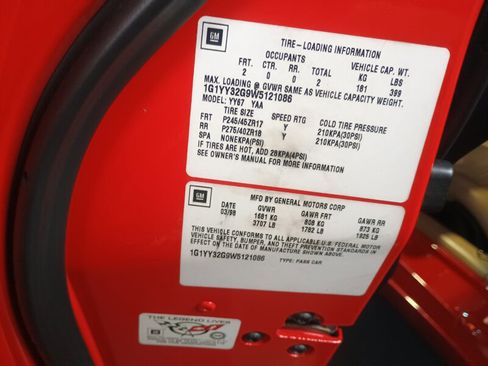 GM
TIRE-LOADING INFORMATION
OCCUPANTS VEHICLE CAP. WT.
FRT. CTR. RR. TOTAL KG LBS
2 0 0 2 181 399
MAX. LOADING @ GVWR SAME AS VEHICLE CAPACITY WEIGHT.
1G1YY32G9W5121086
MODEL: YY67 YAA
TIRE SIZE SPEED RTG COLD TIRE PRESSURE
FRT P245/45ZR17 Y 210KPA(30PSI)
RR P275/40ZR18 Y 210KPA(30PSI)
SPA NONEKPA(PSI)
IF TIRES ARE HOT, ADD 28KPA(4PSI)
SEE OWNER'S MANUAL FOR MORE INFORMATION
GM
MFD BY GENERAL MOTORS CORP
DATE GVWR GAWR FRT GAWR RR
03/98 1681 KG 808 KG 873 KG
3707 LB 1782 LB 1925 LB
THIS VEHICLE CONFORMS TO ALL APPLICABLE U.S. FEDERAL MOTOR
VEHICLE SAFETY, BUMPER, AND THEFT PREVENTION STANDARDS IN
EFFECT ON THE DATE OF MANUFACTURE SHOWN ABOVE.
1G1YY32G9W5121086
TYPE: PASS CAR
THE LEGEND LIVES
GM